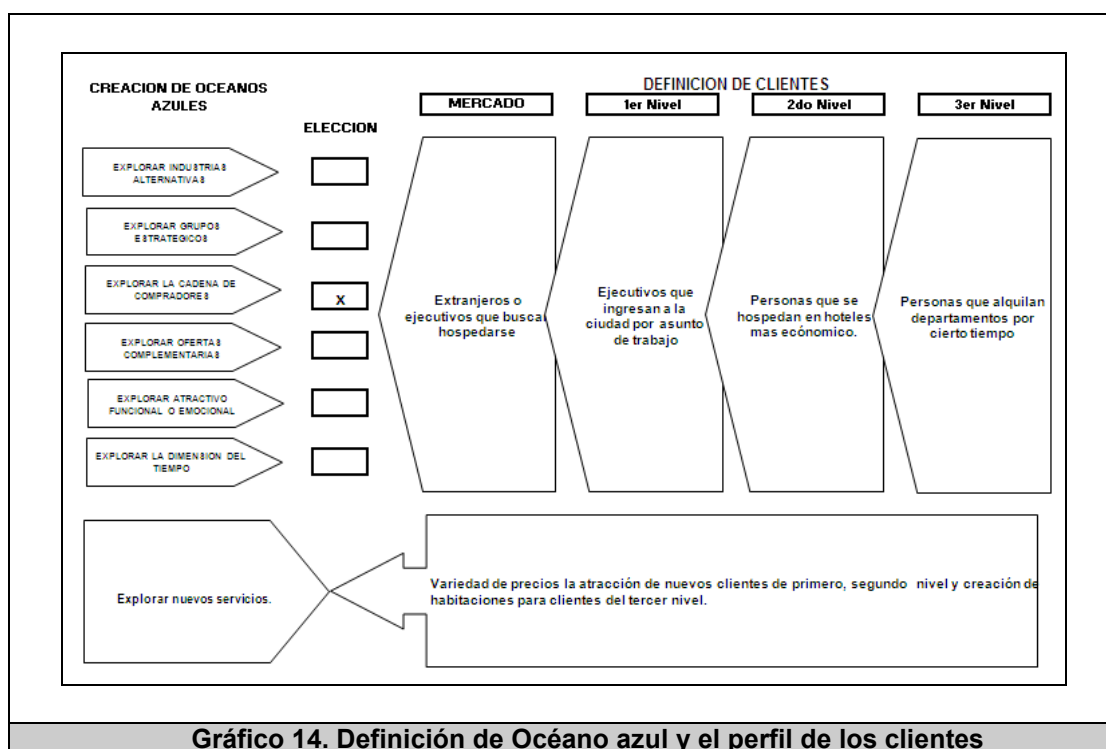 CREACION DE OCEANOS
AZULES
ELECCION
DEFINICION DE CLIENTES
MERCADO
1er Nivel
2do Nivel
3er Nivel
EXPLORAR INDUSTRIAS
ALTERNATIVAS
EXPLORAR GRUPOS
ESTRATEGICOS
EXPLORAR LA CADENA DE
COMPRADORES
X
EXPLORAR OFERTAS
COMPLEMENTARIAS
EXPLORAR ATRACTIVO
FUNCIONAL O EMOCIONAL
EXPLORAR LA DIMENSION DEL
TIEMPO
Extranjeros o
ejecutivos que buscan
hospedarse
Ejecutivos que
ingresan a la
ciudad por asunto
de trabajo
Personas que se
hospedan en hoteles
mas ecónomico.
Personas que alquilan
departamentos por
cierto tiempo
Explorar nuevos servicios.
Variedad de precios la atracción de nuevos clientes de primero, segundo nivel y creación de
habitaciones para clientes del tercer nivel.
Gráfico 14. Definición de Océano azul y el perfil de los clientes